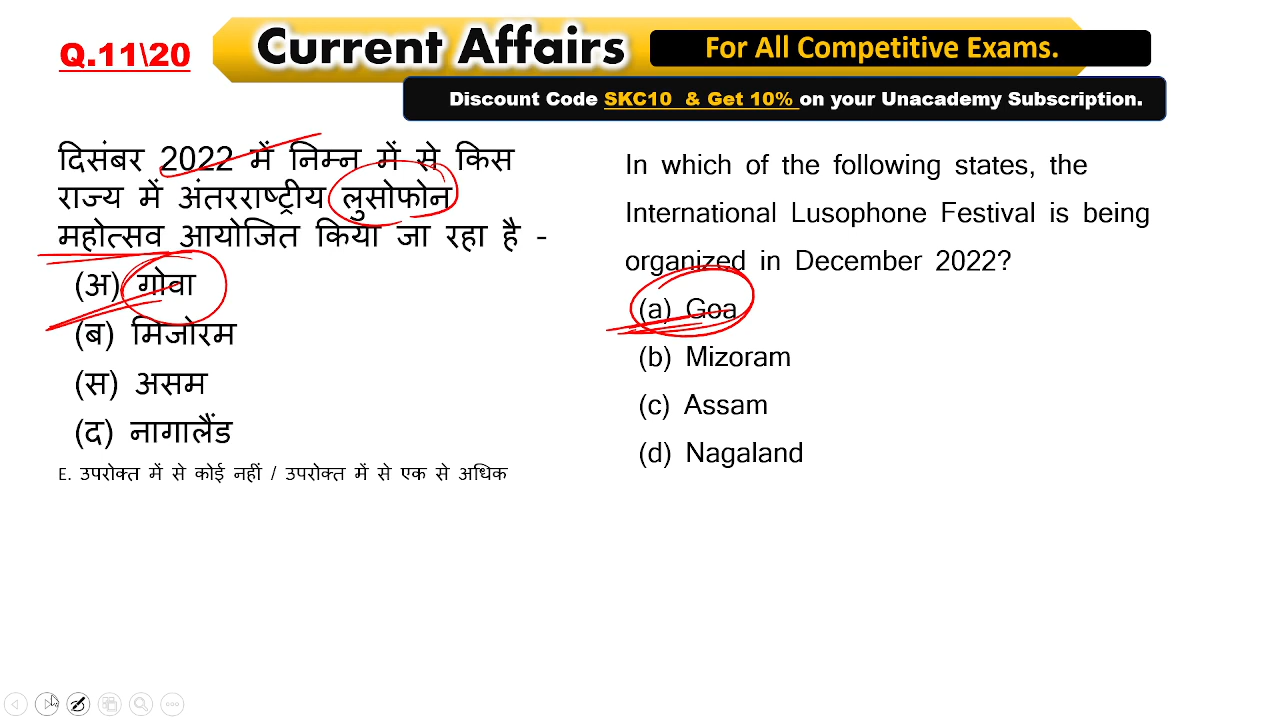 Q.11\20
Current Affairs
For All Competitive Exams.
Discount Code SKC10 & Get 10% on your Unacademy Subscription.
दिसंबर 2022 में निम्न में से किस
राज्य में अंतरराष्ट्रीय लुसोफोन
महोत्सव आयोजित किया जा रहा है -
(अ) गोवा
(ब) मिजोरम
(स) असम
(द) नागालैंड
E. उपरोक्त में से कोई नहीं / उपरोक्त में से एक से अधिक
In which of the following states, the
International Lusophone Festival is being
organized in December 2022?
(a) Goa
(b) Mizoram
(c) Assam
(d) Nagaland